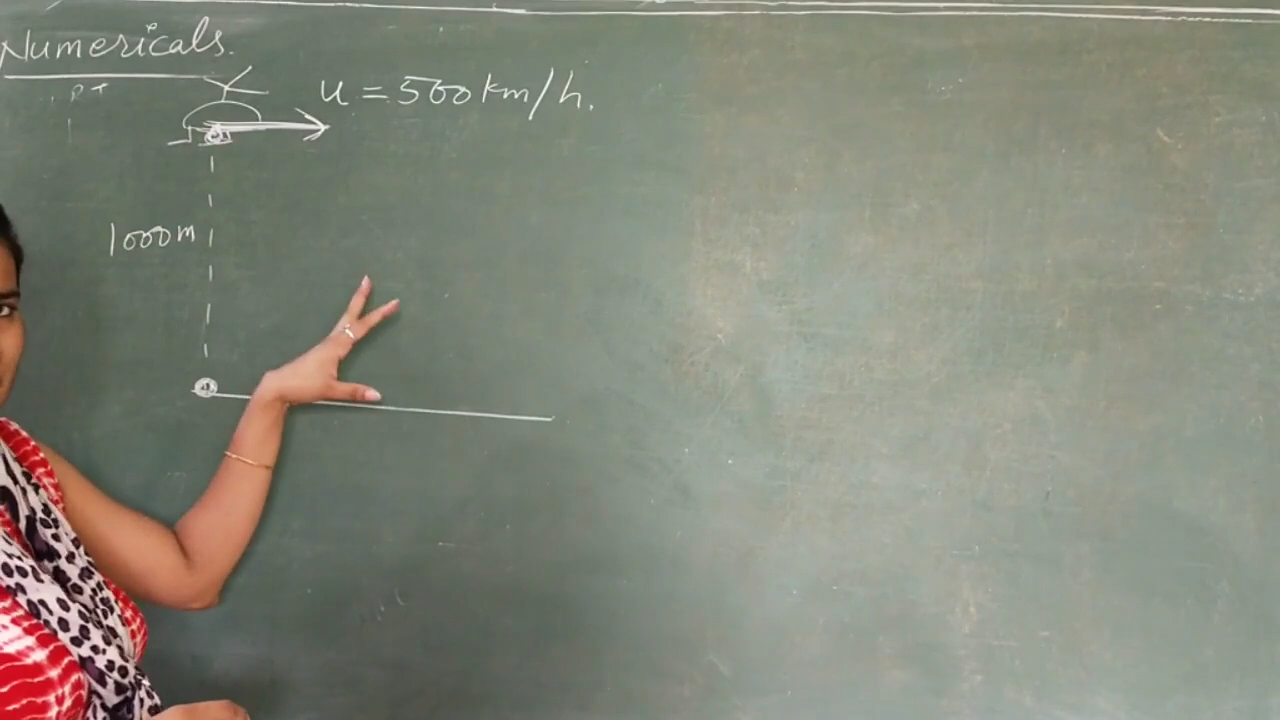 Numericals.
u = 500 km/h.
1000m